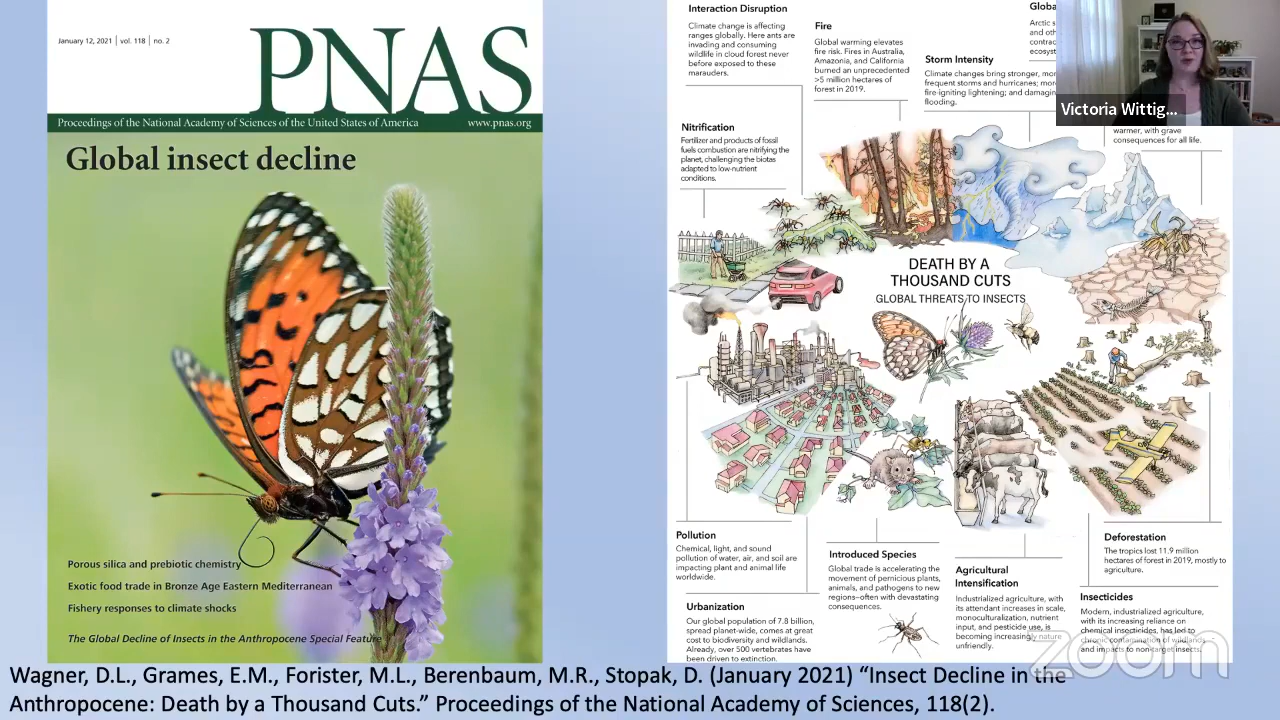 January 12, 2021 | vol. 118 | no. 2
PNAS
Proceedings of the National Academy of Sciences of the United States of America
www.pnas.org
Global insect decline
Porous silica and prebiotic chemistry
Exotic food trade in Bronze Age Eastern Mediterranean
Fishery responses to climate shocks
The Global Decline of Insects in the Anthropocene Special Feature
Interaction Disruption
Climate change is affecting
ranges globally. Here ants are
invading and consuming
wildlife in cloud forest never
before exposed to these
marauders.
Fire
Global warming elevates
fire risk. Fires in Australia,
Amazonia, and California
burned an unprecedented
>5 million hectares of
forest in 2019.
Storm Intensity
Climate changes bring stronger, mor
frequent storms and hurricanes; more
fire-igniting lightening; and damaging
flooding.
Globa
Arctic s
and oth
contrac
ecosyst
warmer, with grave
consequences for all life.
Victoria Wittig...
Nitrification
Fertilizer and products of fossil
fuels combustion are nitrifying the
planet, challenging the biotas
adapted to low-nutrient
conditions.
DEATH BY A
THOUSAND CUTS
GLOBAL THREATS TO INSECTS
Pollution
Chemical, light, and sound
pollution of water, air, and soil are
impacting plant and animal life
worldwide.
Urbanization
Our global population of 7.8 billion,
spread planet-wide, comes at great
cost to biodiversity and wildlands.
Already, over 500 vertebrates have
been driven to extinction.
Introduced Species
Global trade is accelerating the
movement of pernicious plants,
animals, and pathogens to new
regions–often with devastating
consequences.
Agricultural
Intensification
Industrialized agriculture, with
its attendant increases in scale,
monoculturalization, nutrient
input, and pesticide use, is
becoming increasingly nature
unfriendly.
Deforestation
The tropics lost 11.9 million
hectares of forest in 2019, mostly to
agriculture.
Insecticides
Modern, industrialized agriculture,
with its increasing reliance on
chemical insecticides, has led to
chronic contamination of wildlands
and impacts to non-target insects.
zoom
Wagner, D.L., Grames, E.M., Forister, M.L., Berenbaum, M.R., Stopak, D. (January 2021) “Insect Decline in the
Anthropocene: Death by a Thousand Cuts.” Proceedings of the National Academy of Sciences, 118(2).